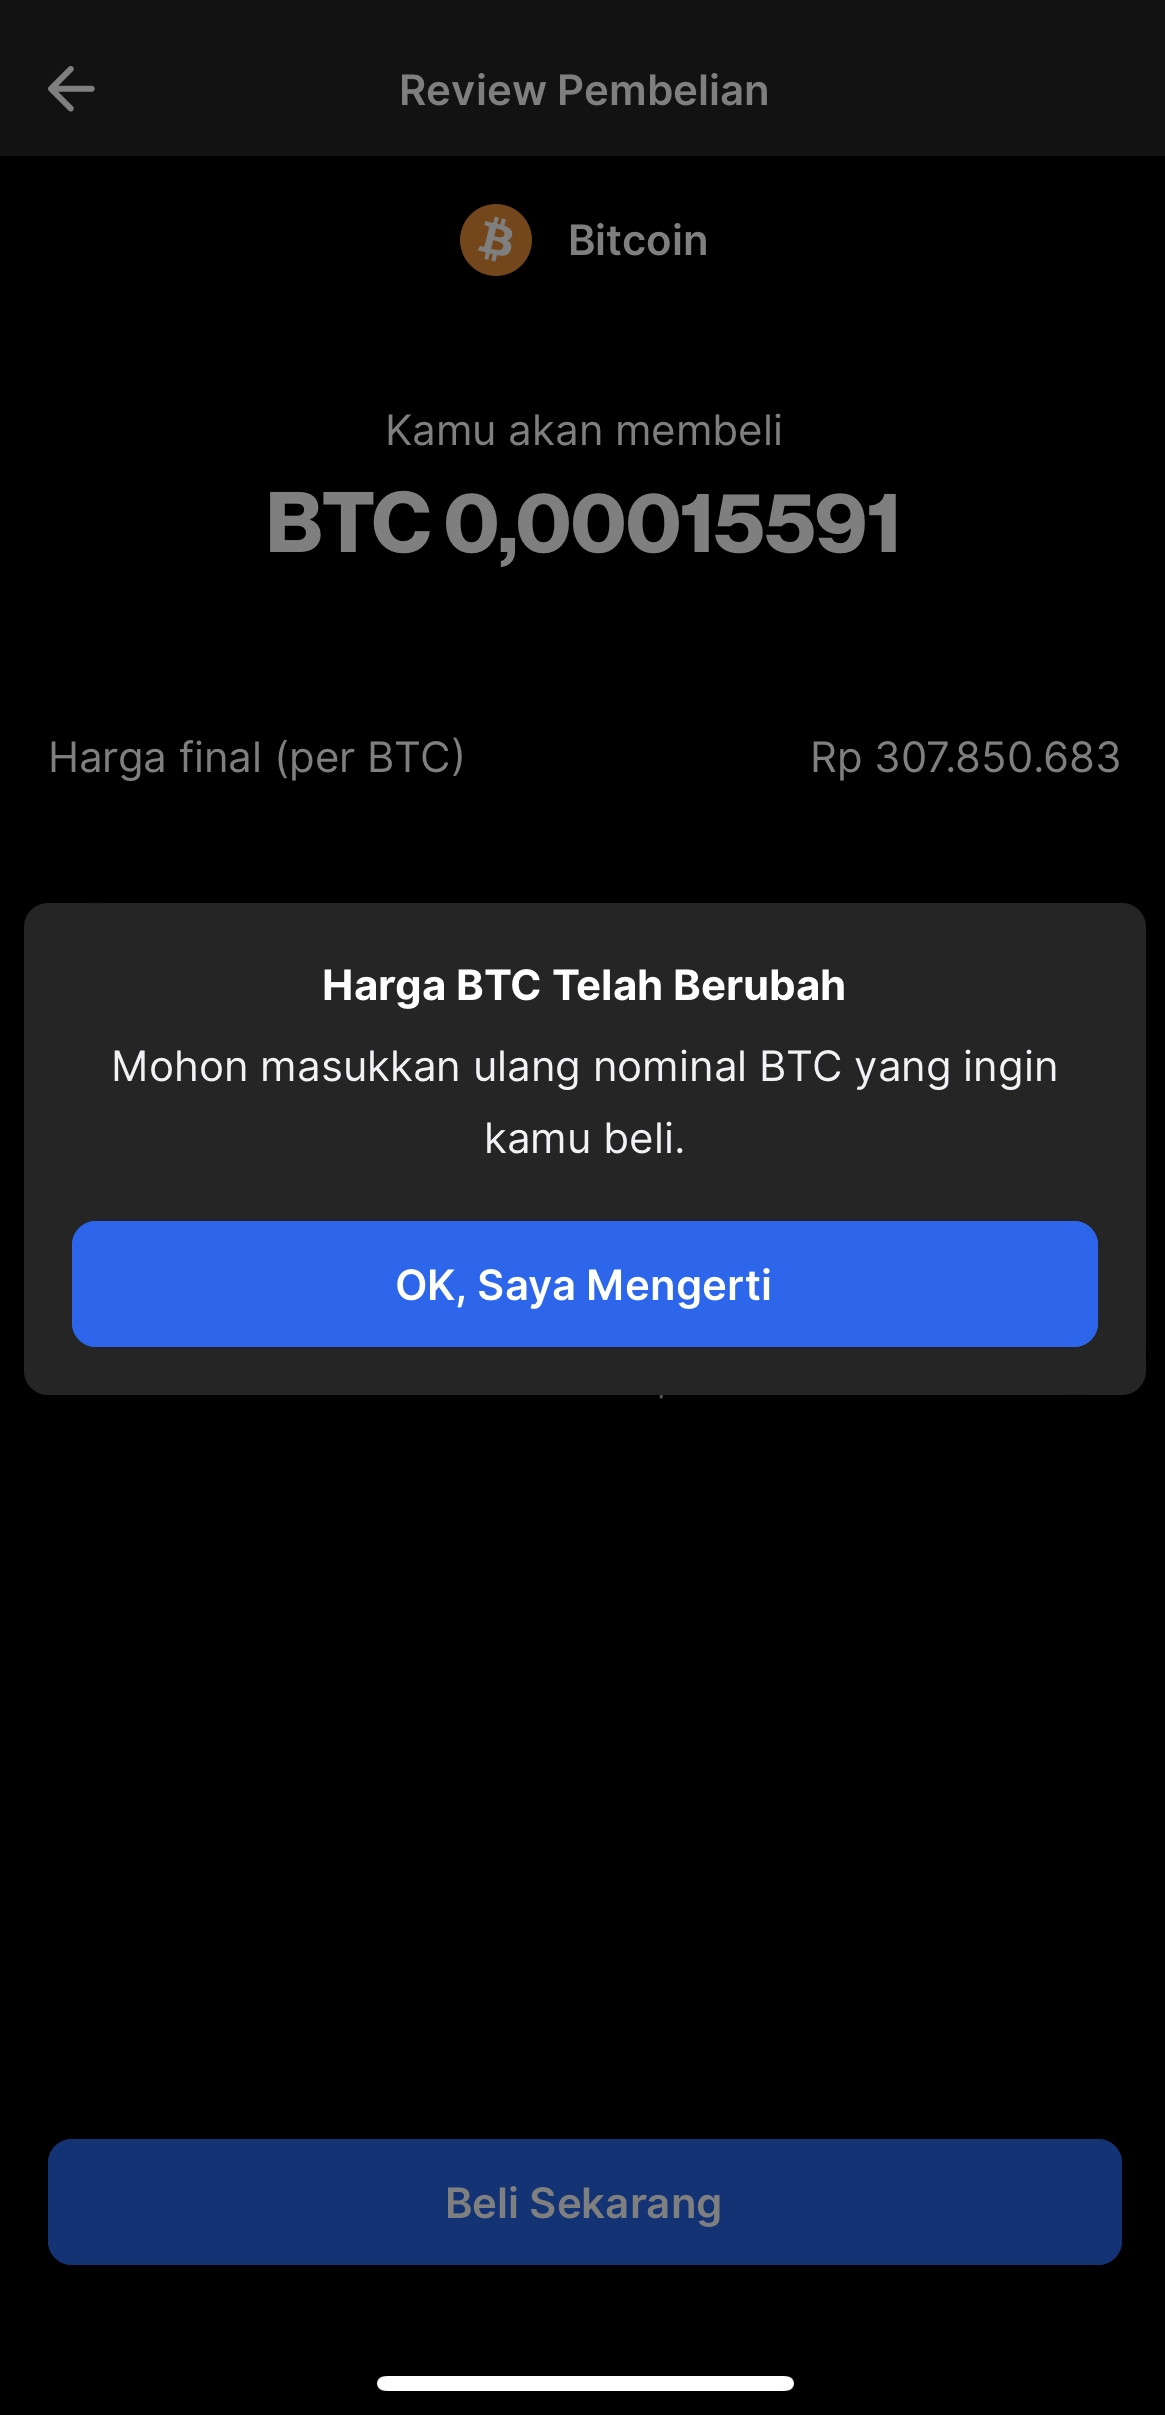 Review Pembelian
Bitcoin
Kamu akan membeli
BTC 0,00015591
Harga final (per BTC) Rp 307.850.683
Harga BTC Telah Berubah
Mohon masukkan ulang nominal BTC yang ingin
kamu beli.
OK, Saya Mengerti
Beli Sekarang